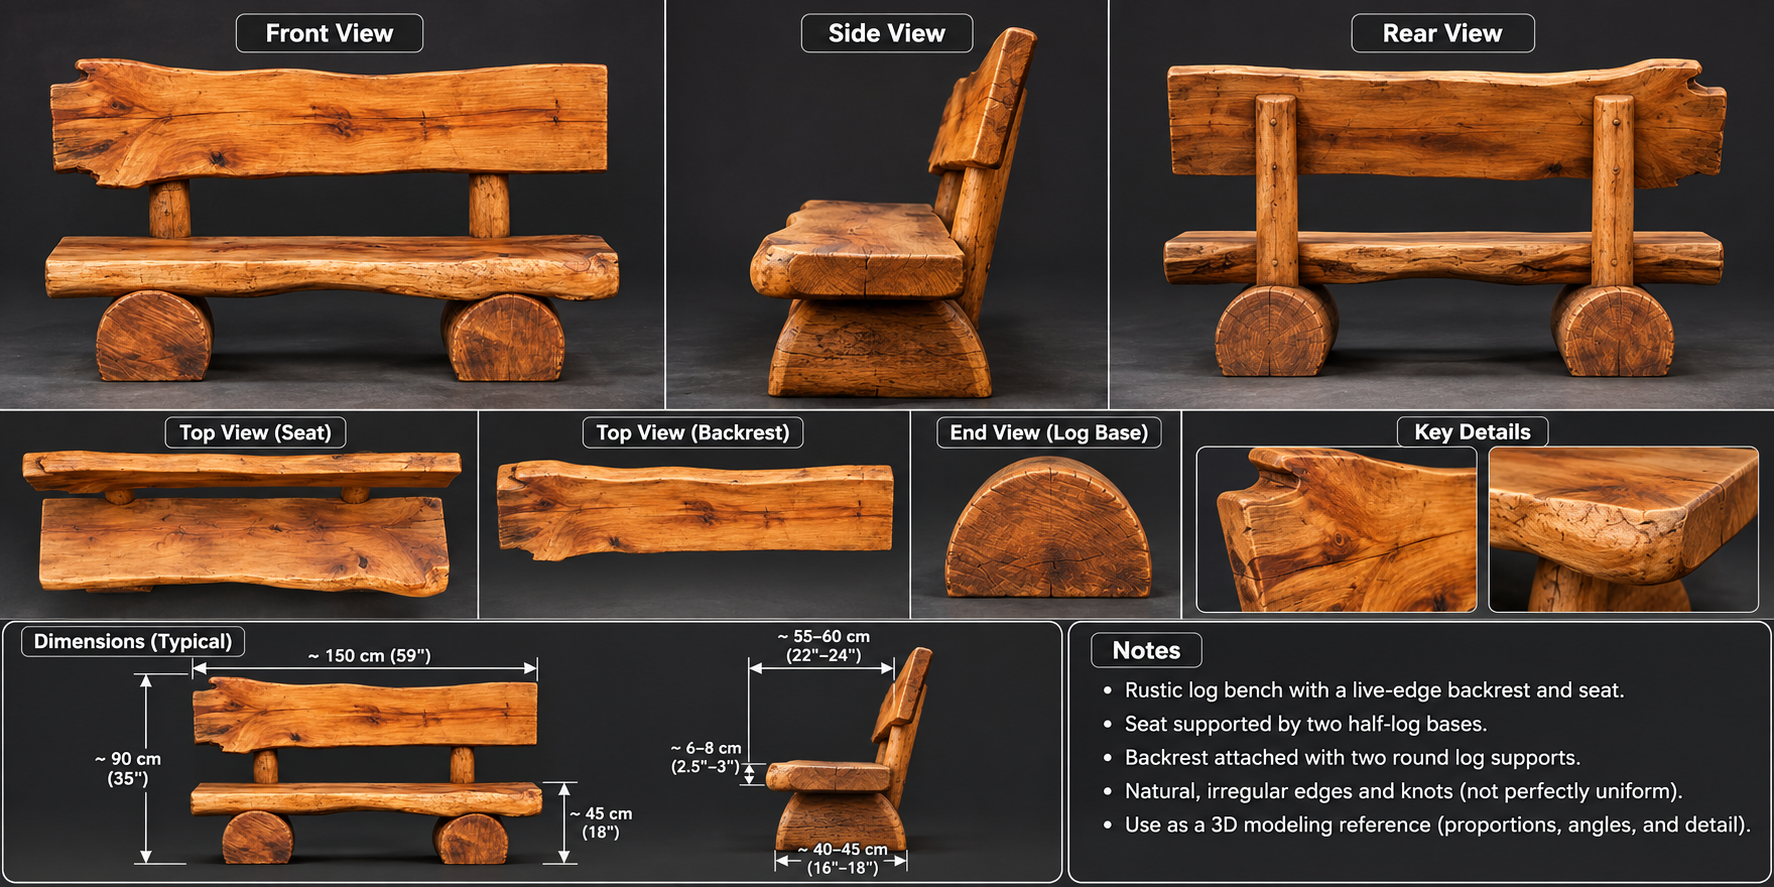 Front View
Side View
Rear View
Top View (Seat)
Top View (Backrest)
End View (Log Base)
Key Details
Dimensions (Typical)
~ 150 cm (59")
~ 90 cm
(35")
~ 45 cm
(18")
~ 55–60 cm
(22"–24")
~ 6–8 cm
(2.5"–3")
~ 40–45 cm
(16"–18")
Notes
• Rustic log bench with a live-edge backrest and seat.
• Seat supported by two half-log bases.
• Backrest attached with two round log supports.
• Natural, irregular edges and knots (not perfectly uniform).
• Use as a 3D modeling reference (proportions, angles, and detail).